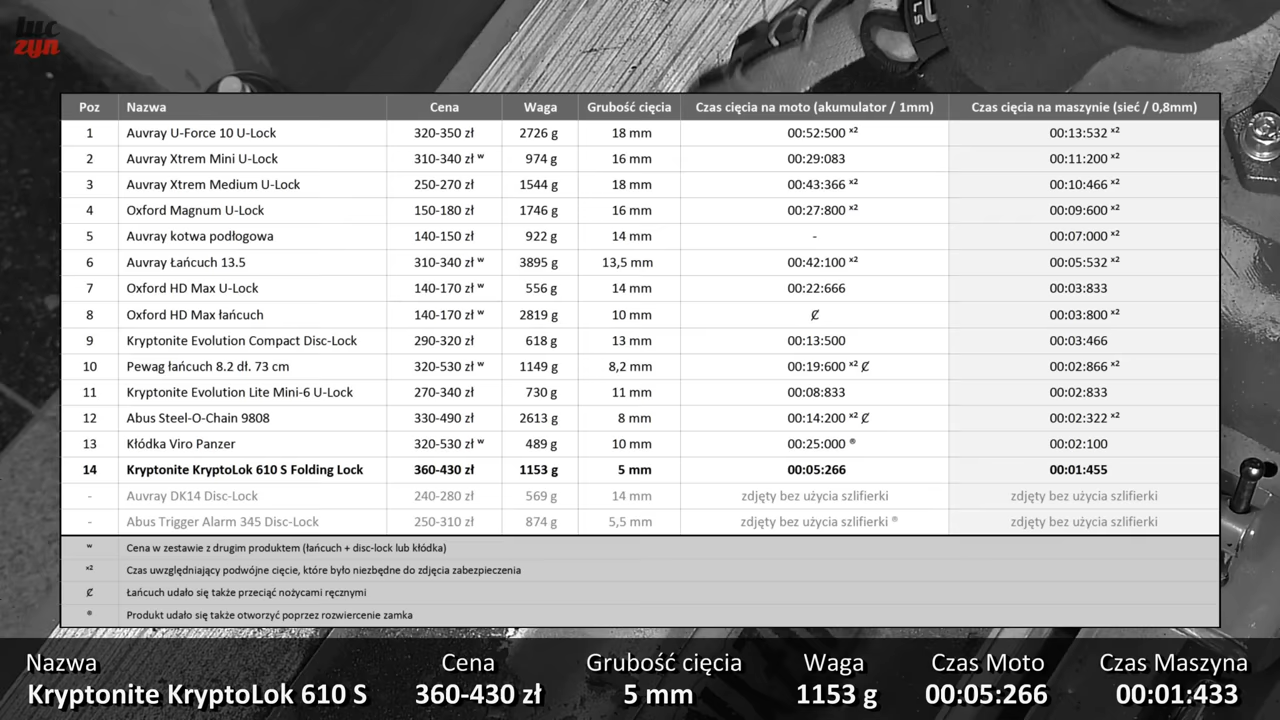 luc
zyn
Poz Nazwa Cena Waga Grubość cięcia Czas cięcia na moto (akumulator / 1mm) Czas cięcia na maszynie (sieć / 0,8mm)
1 Auvray U-Force 10 U-Lock 320-350 zł 2726 g 18 mm 00:52:500 ˣ² 00:13:532 ˣ²
2 Auvray Xtrem Mini U-Lock 310-340 zł ʷ 974 g 16 mm 00:29:083 00:11:200 ˣ²
3 Auvray Xtrem Medium U-Lock 250-270 zł 1544 g 18 mm 00:43:366 ˣ² 00:10:466 ˣ²
4 Oxford Magnum U-Lock 150-180 zł 1746 g 16 mm 00:27:800 ˣ² 00:09:600 ˣ²
5 Auvray kotwa podłogowa 140-150 zł 922 g 14 mm - 00:07:000 ˣ²
6 Auvray Łańcuch 13.5 310-340 zł ʷ 3895 g 13,5 mm 00:42:100 ˣ² 00:05:532 ˣ²
7 Oxford HD Max U-Lock 140-170 zł ʷ 556 g 14 mm 00:22:666 00:03:833
8 Oxford HD Max łańcuch 140-170 zł ʷ 2819 g 10 mm Ȼ 00:03:800 ˣ²
9 Kryptonite Evolution Compact Disc-Lock 290-320 zł 618 g 13 mm 00:13:500 00:03:466
10 Pewag łańcuch 8.2 dł. 73 cm 320-530 zł ʷ 1149 g 8,2 mm 00:19:600 ˣ² Ȼ 00:02:866 ˣ²
11 Kryptonite Evolution Lite Mini-6 U-Lock 270-340 zł 730 g 11 mm 00:08:833 00:02:833
12 Abus Steel-O-Chain 9808 330-490 zł 2613 g 8 mm 00:14:200 ˣ² Ȼ 00:02:322 ˣ²
13 Kłódka Viro Panzer 320-530 zł ʷ 489 g 10 mm 00:25:000 ® 00:02:100
14 Kryptonite KryptoLok 610 S Folding Lock 360-430 zł 1153 g 5 mm 00:05:266 00:01:455
- Auvray DK14 Disc-Lock 240-280 zł 569 g 14 mm zdjęty bez użycia szlifierki zdjęty bez użycia szlifierki
- Abus Trigger Alarm 345 Disc-Lock 250-310 zł 874 g 5,5 mm zdjęty bez użycia szlifierki ® zdjęty bez użycia szlifierki
ʷ Cena w zestawie z drugim produktem (łańcuch + disc-lock lub kłódka)
ˣ² Czas uwzględniający podwójne cięcie, które było niezbędne do zdjęcia zabezpieczenia
Ȼ Łańcuch udało się także przeciąć nożycami ręcznymi
® Produkt udało się także otworzyć poprzez rozwiercenie zamka
Nazwa Cena Grubość cięcia Waga Czas Moto Czas Maszyna
Kryptonite KryptoLok 610 S 360-430 zł 5 mm 1153 g 00:05:266 00:01:433